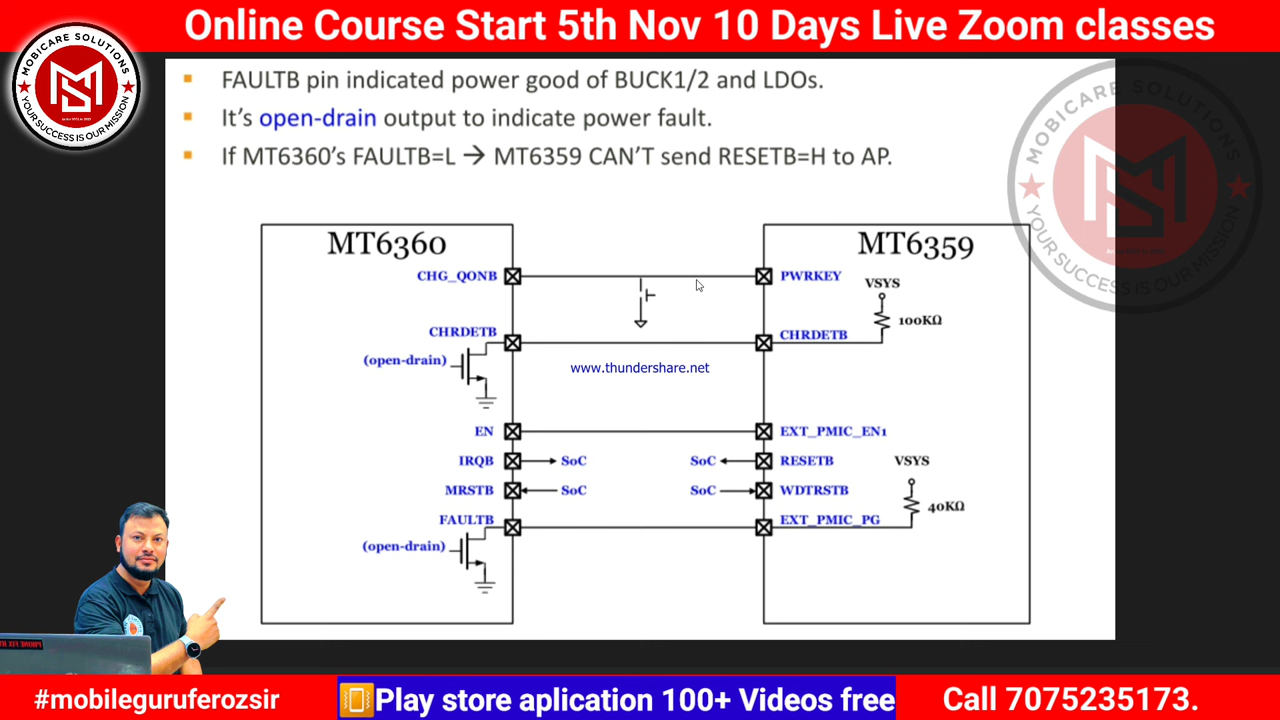 Online Course Start 5th Nov 10 Days Live Zoom classes
MOBICARE SOLUTIONS
YOUR SUCCESS IS OUR MISSION
FAULTB pin indicated power good of BUCK1/2 and LDOs.
It's open-drain output to indicate power fault.
If MT6360's FAULTB=L → MT6359 CAN'T send RESETB=H to AP.
MOBICARE SOLUTIONS
YOUR SUCCESS IS OUR MISSION
MT6360
MT6359
CHG_QONB
PWRKEY
VSYS
100KΩ
CHRDETB
CHRDETB
(open-drain)
www.thundershare.net
EN
EXT_PMIC_EN1
IRQB
SoC
SoC
RESETB
VSYS
MRSTB
SoC
SoC
WDTRSTB
40KΩ
FAULTB
EXT_PMIC_PG
(open-drain)
#mobileguruferozsir
Play store aplication 100+ Videos free
Call 7075235173.